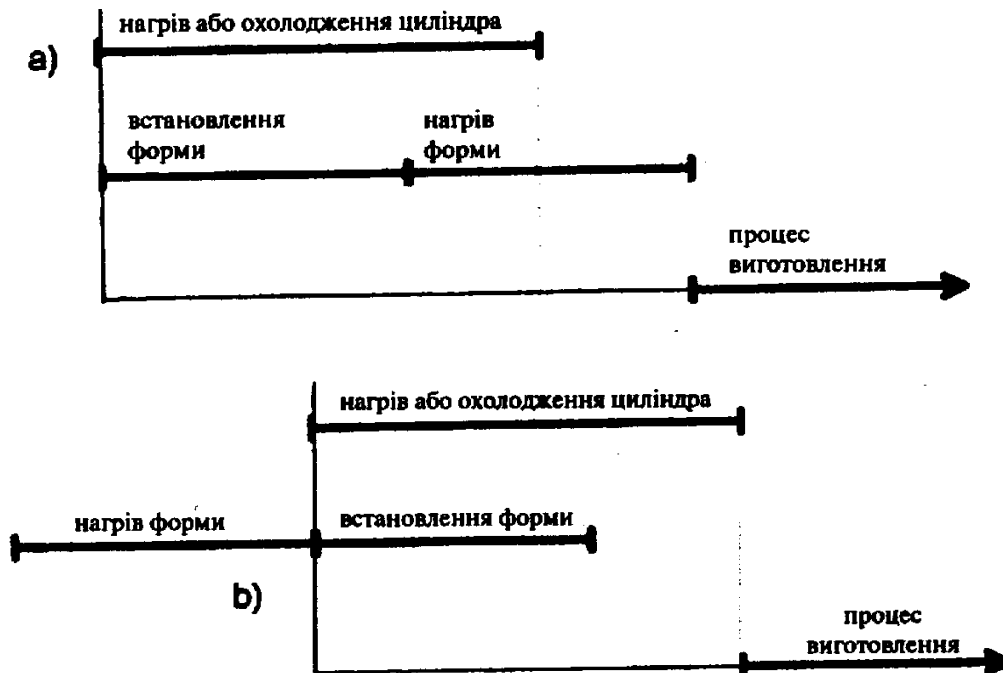 нагрів або охолодження циліндра
a)
встановлення
форми
нагрів
форми
процес
виготовлення
нагрів або охолодження циліндра
нагрів форми
встановлення форми
b)
процес
виготовлення